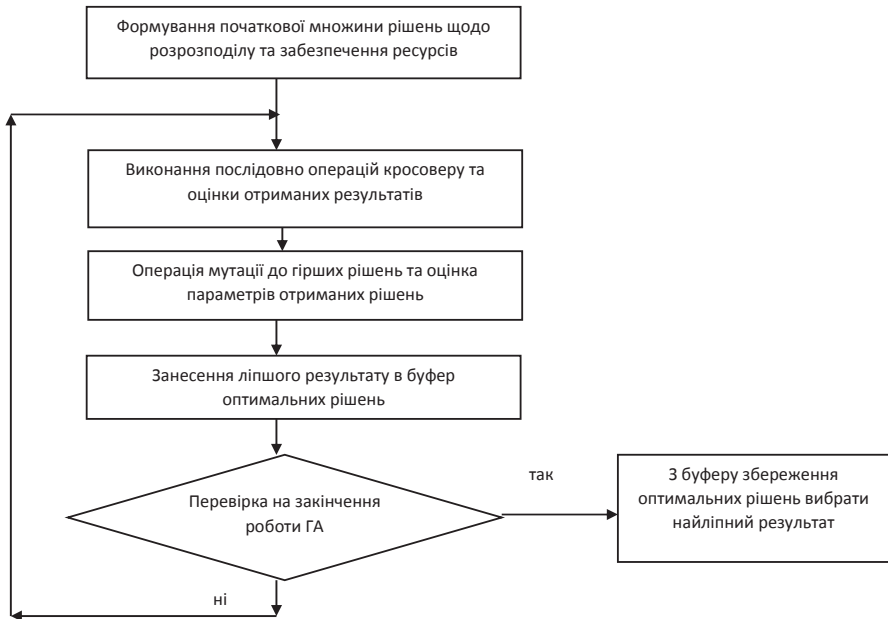 Формування початкової множини рішень щодо
розрозподілу та забезпечення ресурсів
Виконання послідовно операцій кросоверу та
оцінки отриманих результатів
Операція мутації до гірших рішень та оцінка
параметрів отриманих рішень
Занесення ліпшого результату в буфер
оптимальних рішень
Перевірка на закінчення
роботи ГА
так
З буферу збереження
оптимальних рішень вибрати
найліпний результат
ні